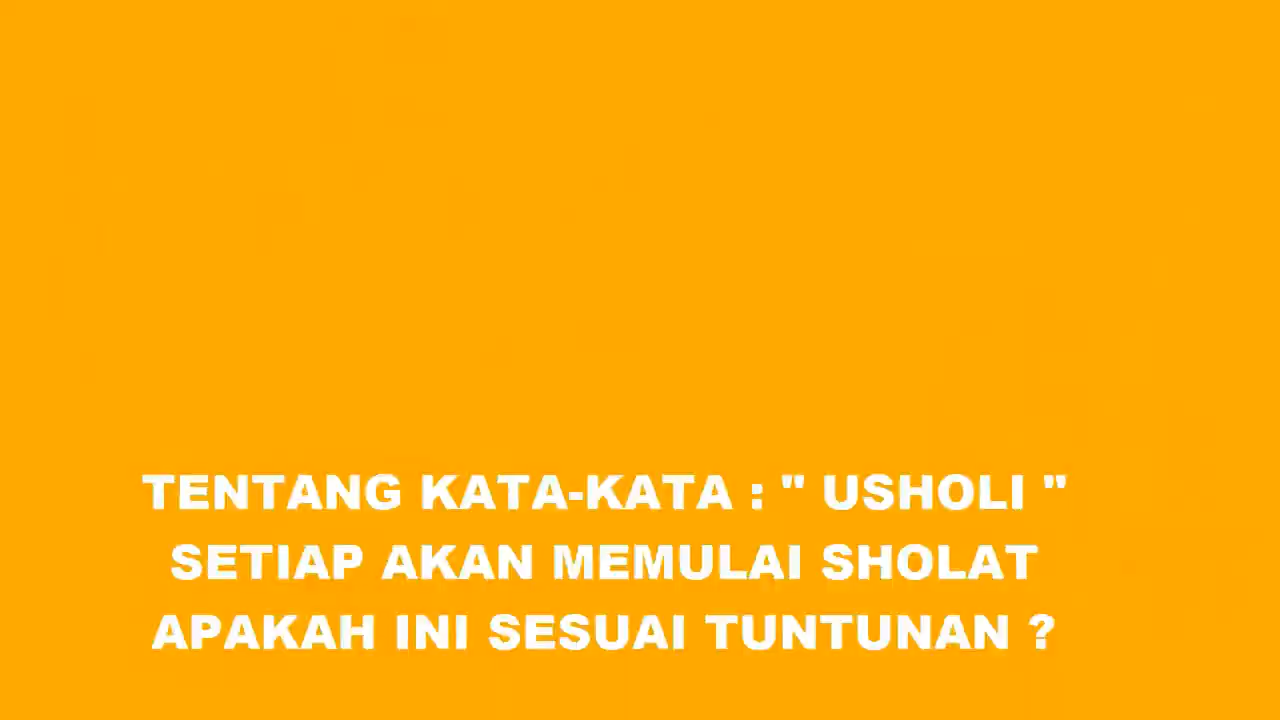 TENTANG KATA-KATA : " USHOLI "
SETIAP AKAN MEMULAI SHOLAT
APAKAH INI SESUAI TUNTUNAN ?